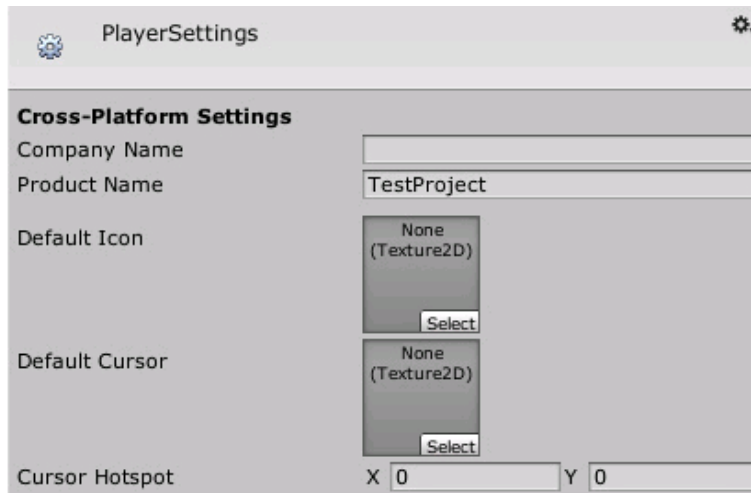 PlayerSettings
Cross-Platform Settings
Company Name
Product Name TestProject
Default Icon
None
(Texture2D)
Select
Default Cursor
None
(Texture2D)
Select
Cursor Hotspot X 0 Y 0